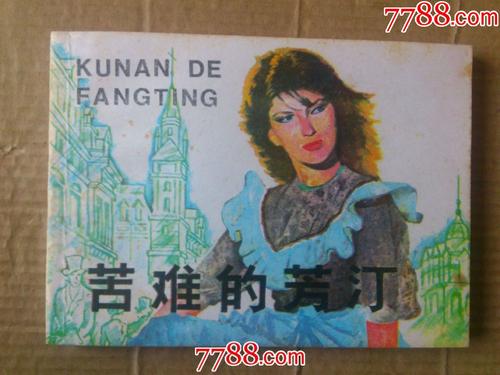 7788.com
KUNAN DE
FANGTING
苦难的芳汀
7788.com